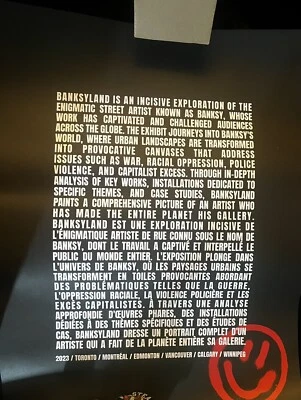 BANKSYLAND IS AN INCISIVE EXPLORATION OF THE
ENIGMATIC STREET ARTIST KNOWN AS BANKSY, WHOSE
WORK HAS CAPTIVATED AND CHALLENGED AUDIENCES
ACROSS THE GLOBE. THE EXHIBIT JOURNEYS INTO BANKSY'S
WORLD, WHERE URBAN LANDSCAPES ARE TRANSFORMED
INTO PROVOCATIVE CANVASES THAT ADDRESS
ISSUES SUCH AS WAR, RACIAL OPPRESSION, POLICE
VIOLENCE, AND CAPITALIST EXCESS. THROUGH IN-DEPTH
ANALYSIS OF KEY WORKS, INSTALLATIONS DEDICATED TO
SPECIFIC THEMES, AND CASE STUDIES, BANKSYLAND
PAINTS A COMPREHENSIVE PICTURE OF AN ARTIST WHO
HAS MADE THE ENTIRE PLANET HIS GALLERY.
BANKSYLAND EST UNE EXPLORATION INCISIVE DE
L'ÉNIGMATIQUE ARTISTE DE RUE CONNU SOUS LE NOM DE
BANKSY, DONT LE TRAVAIL A CAPTIVÉ ET INTERPELLÉ LE
PUBLIC DU MONDE ENTIER. L'EXPOSITION PLONGE DANS
L'UNIVERS DE BANKSY, OÙ LES PAYSAGES URBAINS SE
TRANSFORMENT EN TOILES PROVOCANTES ABORDANT
DES PROBLÉMATIQUES TELLES QUE LA GUERRE,
L'OPPRESSION RACIALE, LA VIOLENCE POLICIÈRE ET LES
EXCÈS CAPITALISTES. À TRAVERS UNE ANALYSE
APPROFONDIE D'ŒUVRES PHARES, DES INSTALLATIONS
DÉDIÉES À DES THÈMES SPÉCIFIQUES ET DES ÉTUDES DE
CAS, BANKSYLAND DRESSE UN PORTRAIT COMPLET D'UN
ARTISTE QUI A FAIT DE LA PLANÈTE ENTIÈRE SA GALERIE.
2023 / TORONTO / MONTRÉAL / EDMONTON / VANCOUVER / CALGARY / WINNIPEG